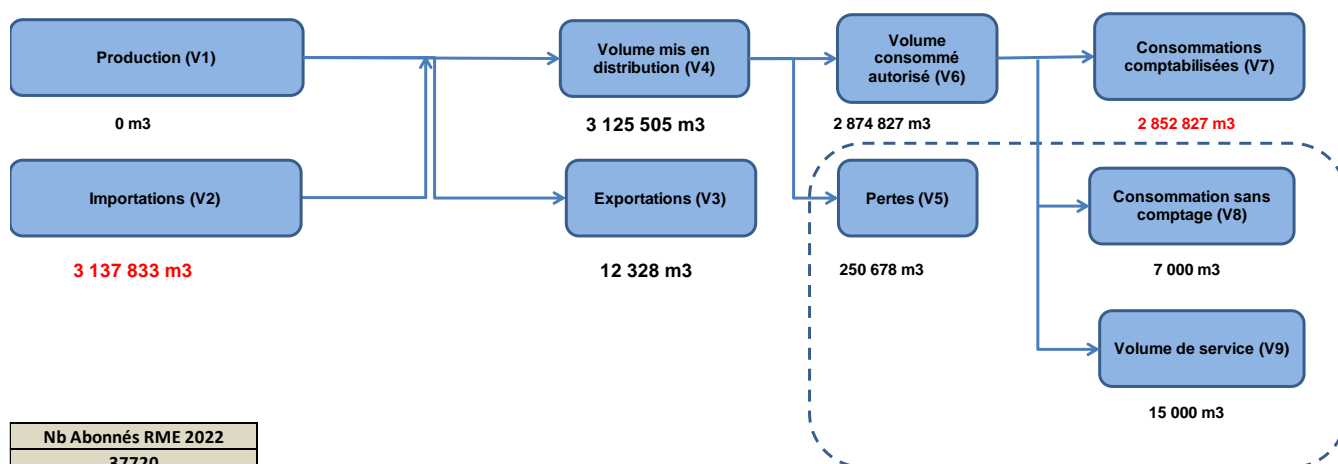 Production (V1)
0 m3
Importations (V2)
3 137 833 m3
Volume mis en
distribution (V4)
3 125 505 m3
Exportations (V3)
12 328 m3
Volume
consommé
autorisé (V6)
2 874 827 m3
Pertes (V5)
250 678 m3
Consommations
comptabilisées (V7)
2 852 827 m3
Consommation sans
comptage (V8)
7 000 m3
Volume de service (V9)
15 000 m3
Nb Abonnés RME 2022
37720